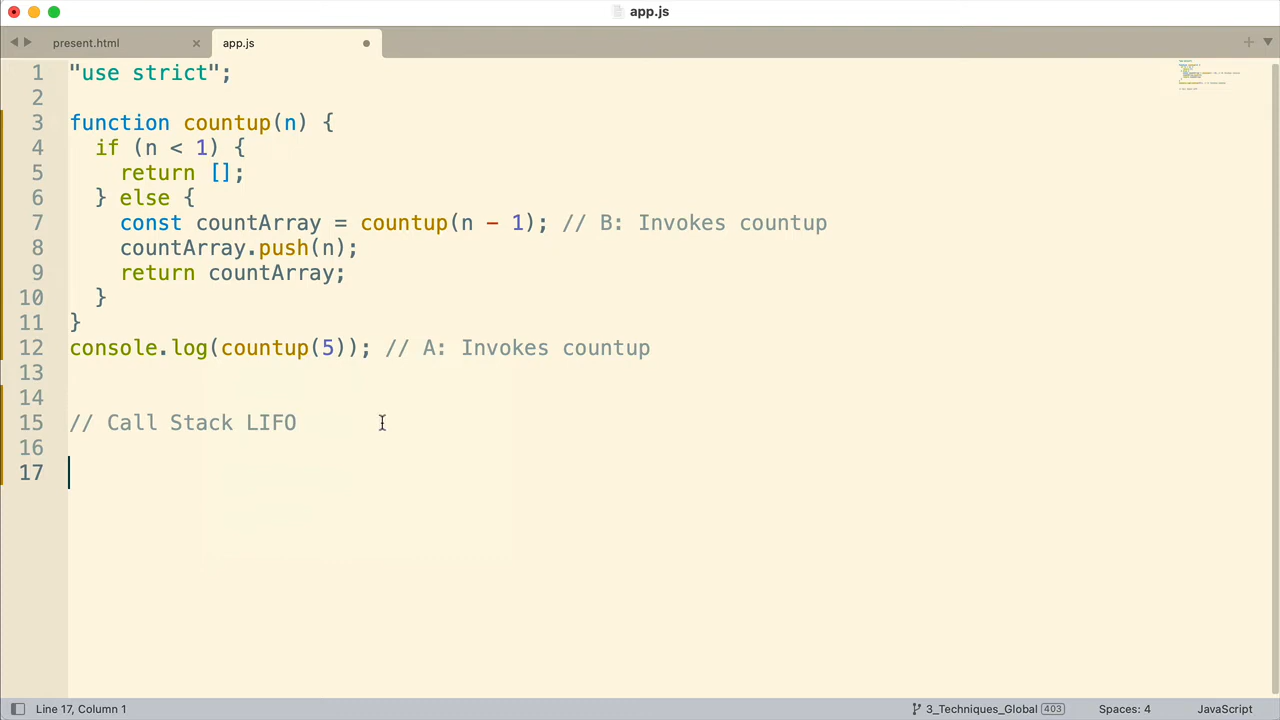 app.js
present.html × app.js
1 "use strict";
2
3 function countup(n) {
4   if (n < 1) {
5     return [];
6   } else {
7     const countArray = countup(n - 1); // B: Invokes countup
8     countArray.push(n);
9     return countArray;
10   }
11 }
12 console.log(countup(5)); // A: Invokes countup
13
14
15 // Call Stack LIFO
16
17
Line 17, Column 1 3_Techniques_Global 403 Spaces: 4 JavaScript